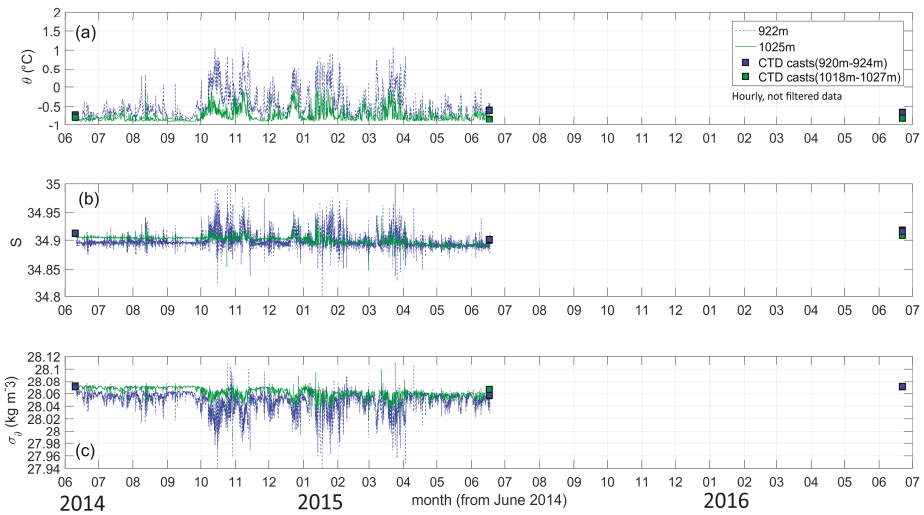 (a)
θ (°C)
2
1.5
1
0.5
0
-0.5
-1
922m
1025m
CTD casts(920m-924m)
CTD casts(1018m-1027m)
Hourly, not filtered data
06 07 08 09 10 11 12 01 02 03 04 05 06 07 08 09 10 11 12 01 02 03 04 05 06 07
(b)
S
35
34.95
34.9
34.85
34.8
06 07 08 09 10 11 12 01 02 03 04 05 06 07 08 09 10 11 12 01 02 03 04 05 06 07
σθ (kg m-3)
28.12
28.1
28.08
28.06
28.04
28.02
28
27.98
27.96
27.94
(c)
06 07 08 09 10 11 12 01 02 03 04 05 06 07 08 09 10 11 12 01 02 03 04 05 06 07
2014 2015 month (from June 2014) 2016